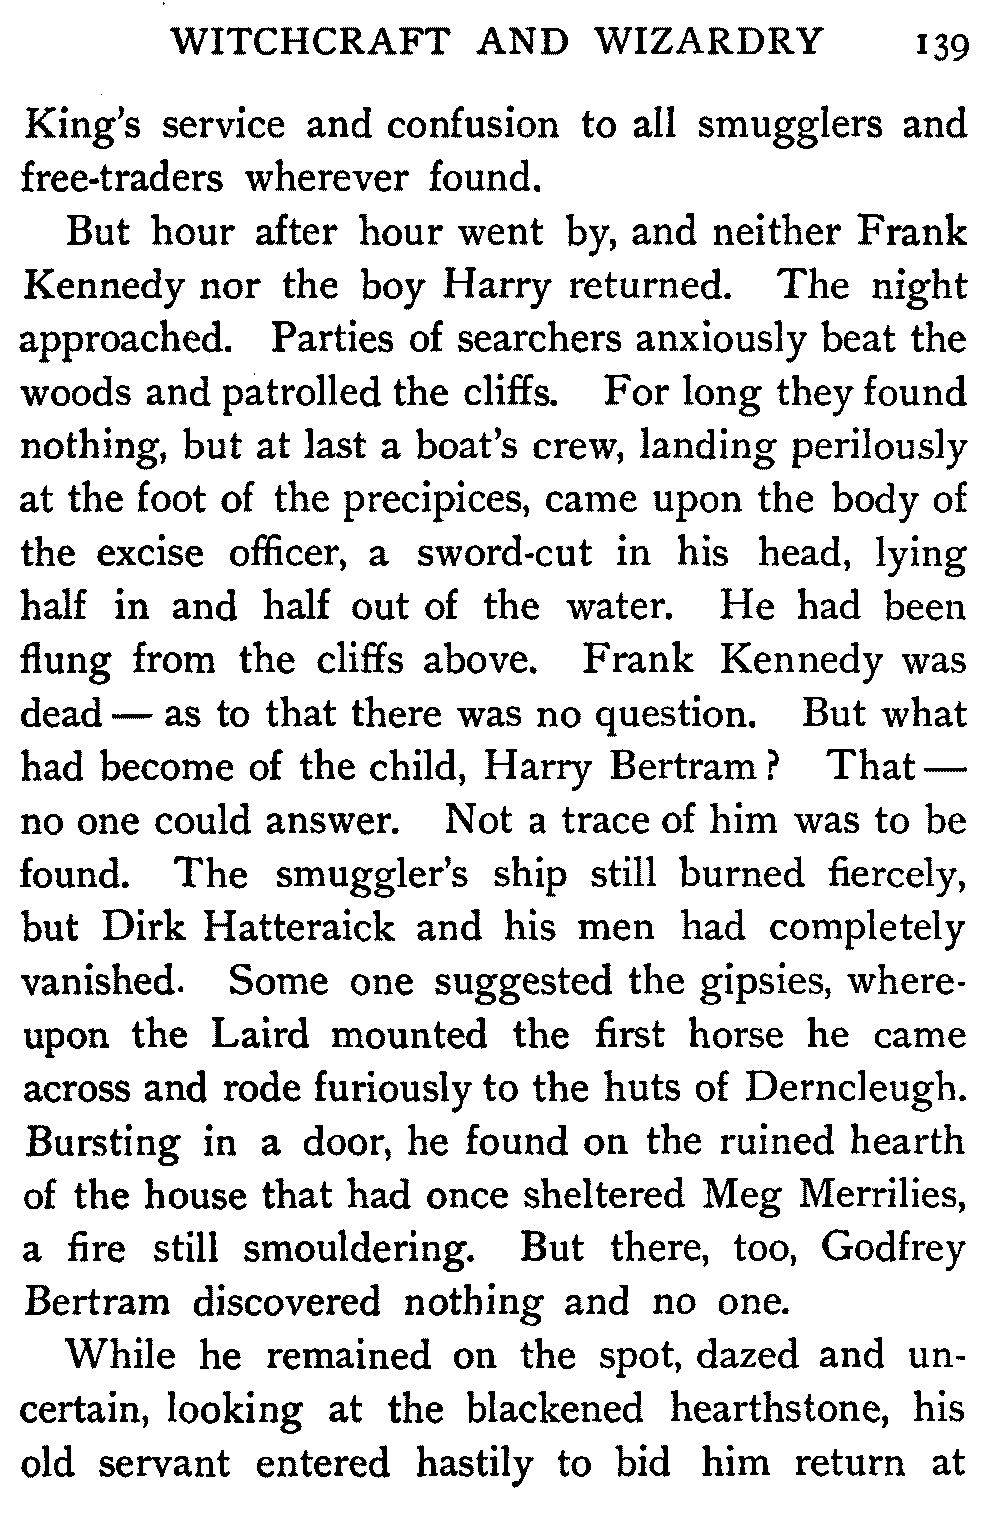 WITCHCRAFT AND WIZARDRY 139
King's service and confusion to all smugglers and
free-traders wherever found.
But hour after hour went by, and neither Frank
Kennedy nor the boy Harry returned. The night
approached. Parties of searchers anxiously beat the
woods and patrolled the cliffs. For long they found
nothing, but at last a boat's crew, landing perilously
at the foot of the precipices, came upon the body of
the excise officer, a sword-cut in his head, lying
half in and half out of the water. He had been
flung from the cliffs above. Frank Kennedy was
dead — as to that there was no question. But what
had become of the child, Harry Bertram? That —
no one could answer. Not a trace of him was to be
found. The smuggler's ship still burned fiercely,
but Dirk Hatteraick and his men had completely
vanished. Some one suggested the gipsies, where-
upon the Laird mounted the first horse he came
across and rode furiously to the huts of Derncleugh.
Bursting in a door, he found on the ruined hearth
of the house that had once sheltered Meg Merrilies,
a fire still smouldering. But there, too, Godfrey
Bertram discovered nothing and no one.
While he remained on the spot, dazed and un-
certain, looking at the blackened hearthstone, his
old servant entered hastily to bid him return at